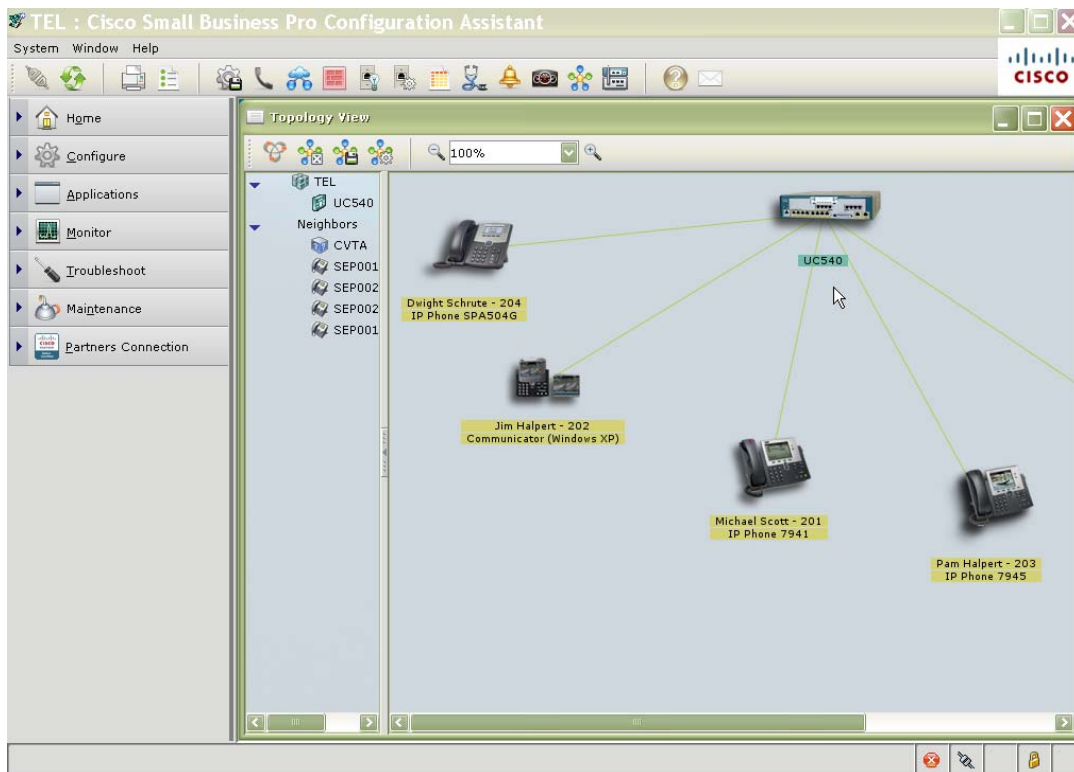 TEL : Cisco Small Business Pro Configuration Assistant
System Window Help
CISCO
Home
Configure
Applications
Monitor
Troubleshoot
Maintenance
Partners Connection
Topology View
100%
TEL
UC540
Neighbors
CVTA
SEP001
SEP002
SEP002
SEP001
UC540
Dwight Schrute - 204
IP Phone SPA504G
Jim Halpert - 202
Communicator (Windows XP)
Michael Scott - 201
IP Phone 7941
Pam Halpert - 203
IP Phone 7945